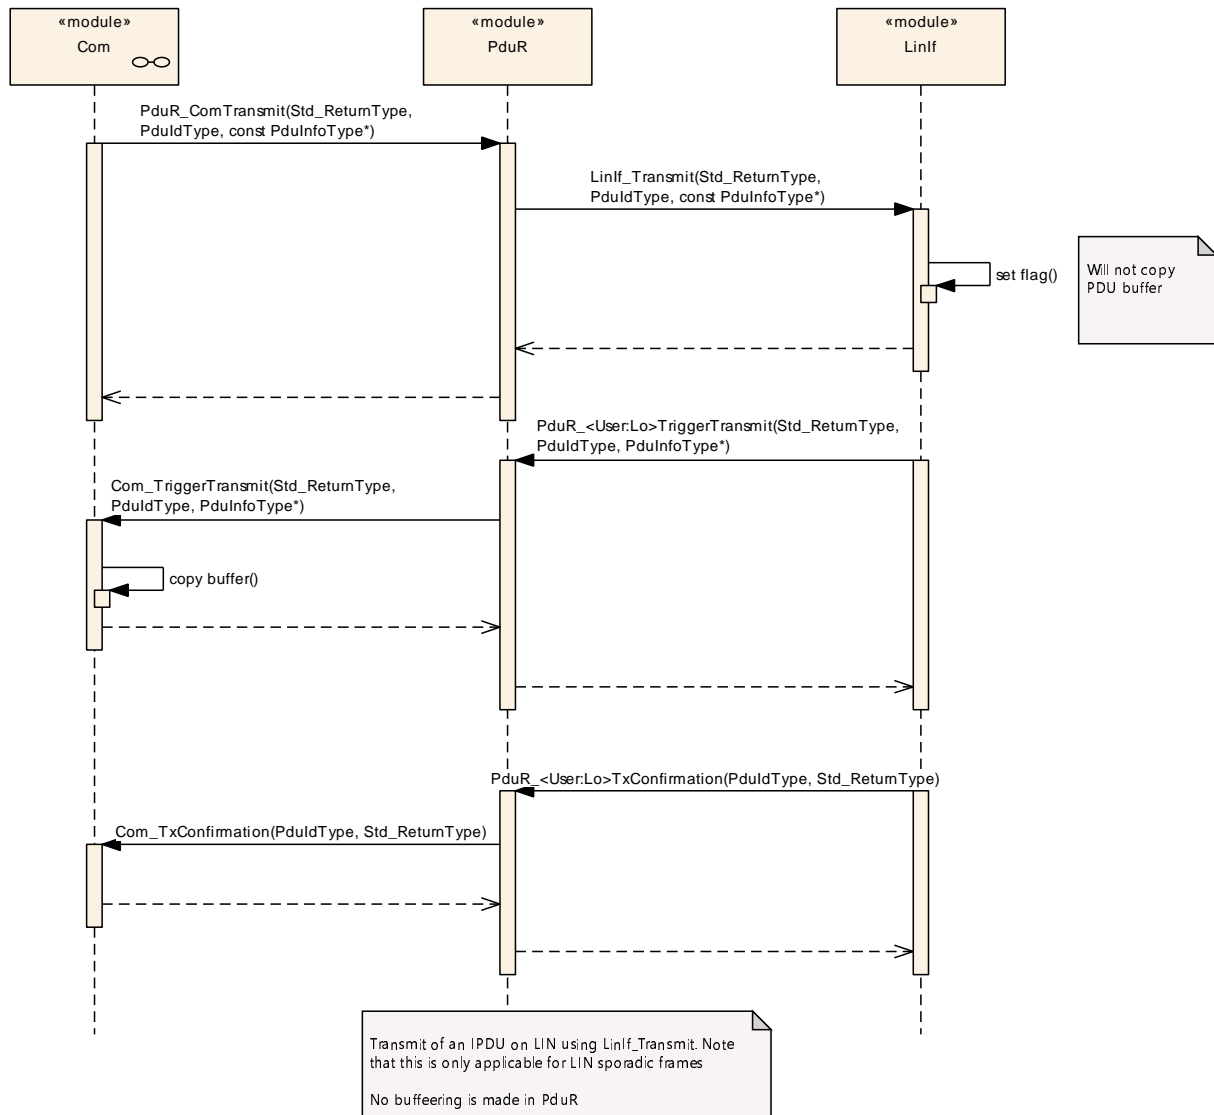 «module»
Com
«module»
PduR
«module»
LinIf
PduR_ComTransmit(Std_ReturnType,
PduIdType, const PduInfoType*)
LinIf_Transmit(Std_ReturnType,
PduIdType, const PduInfoType*)
set flag()
Will not copy
PDU buffer
PduR_<User:Lo>TriggerTransmit(Std_ReturnType,
PduIdType, PduInfoType*)
Com_TriggerTransmit(Std_ReturnType,
PduIdType, PduInfoType*)
copy buffer()
PduR_<User:Lo>TxConfirmation(PduIdType, Std_ReturnType)
Com_TxConfirmation(PduIdType, Std_ReturnType)
Transmit of an IPDU on LIN using LinIf_Transmit. Note
that this is only applicable for LIN sporadic frames
No buffeering is made in PduR